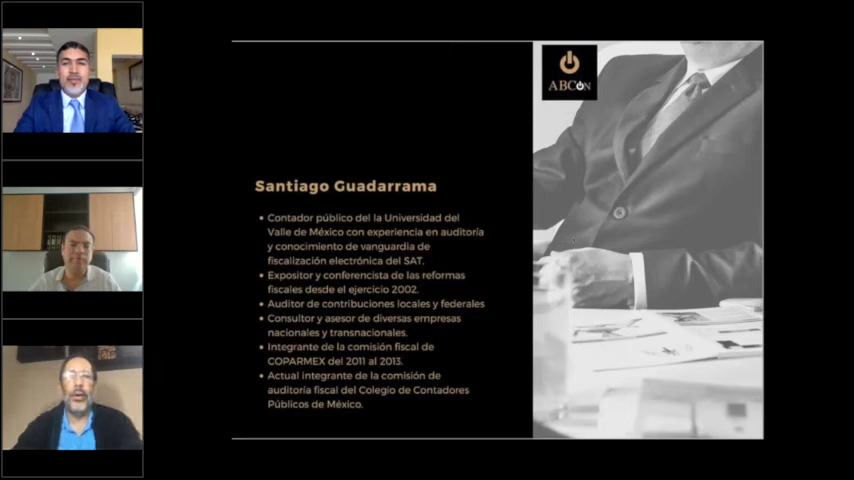 ABCON
Santiago Guadarrama
Contador público del la Universidad del
Valle de México con experiencia en auditoría
y conocimiento de vanguardia de
fiscalización electrónica del SAT.
Expositor y conferencista de las reformas
fiscales desde el ejercicio 2002.
Auditor de contribuciones locales y federales
Consultor y asesor de diversas empresas
nacionales y transnacionales.
Integrante de la comisión fiscal de
COPARMEX del 2011 al 2013.
Actual integrante de la comisión de
auditoría fiscal del Colegio de Contadores
Públicos de México.